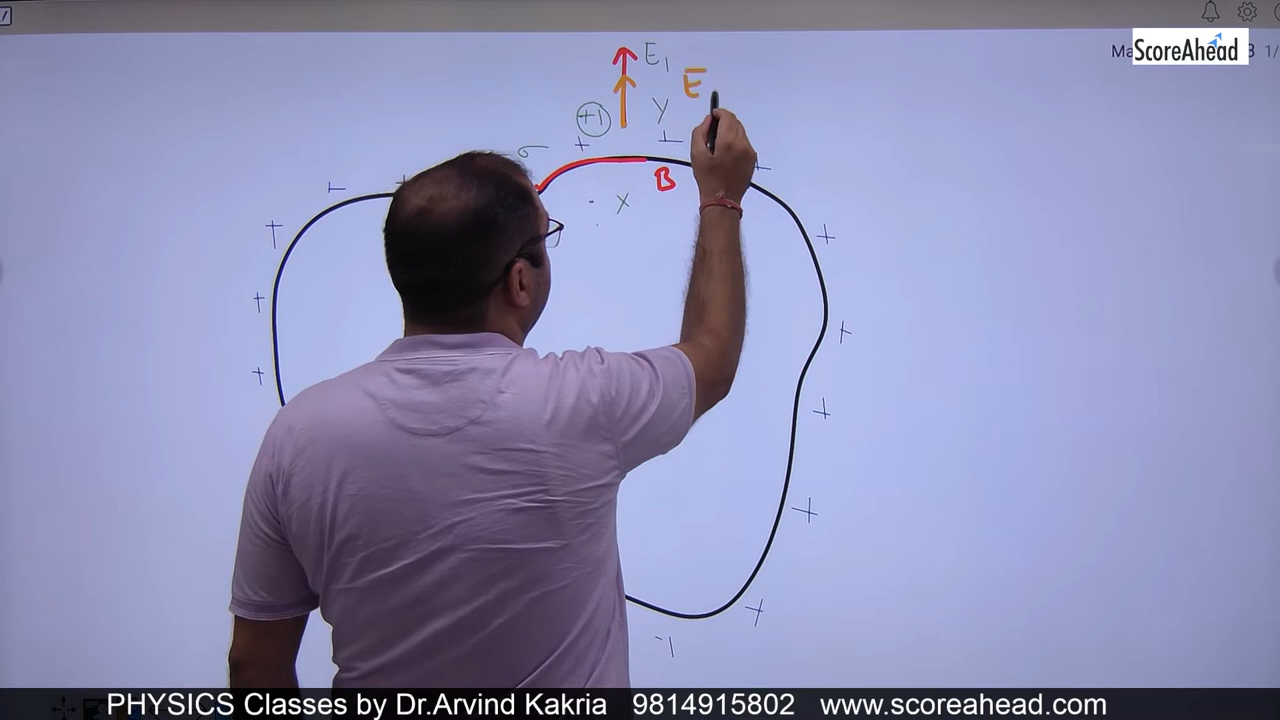 ScoreAhead
E1
E
+1
Y
σ
B
X
PHYSICS Classes by Dr.Arvind Kakria 9814915802 www.scoreahead.com